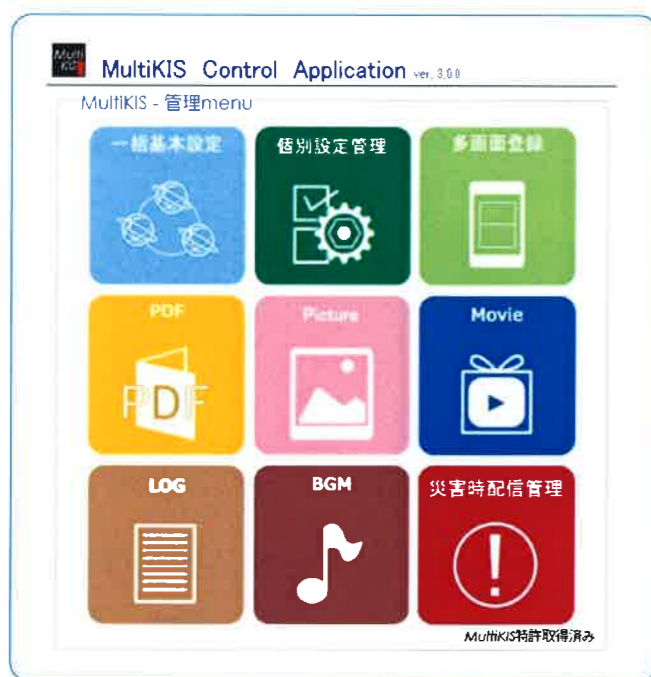 Multi
KIS
MultiKIS Control Application ver. 3.0.0
MultiKIS - 管理menu
一括基本設定
個別設定管理
多画面登録
PDF
Picture
Movie
PDF
LOG
BGM
災害時配信管理
MultiKIS特許取得済み